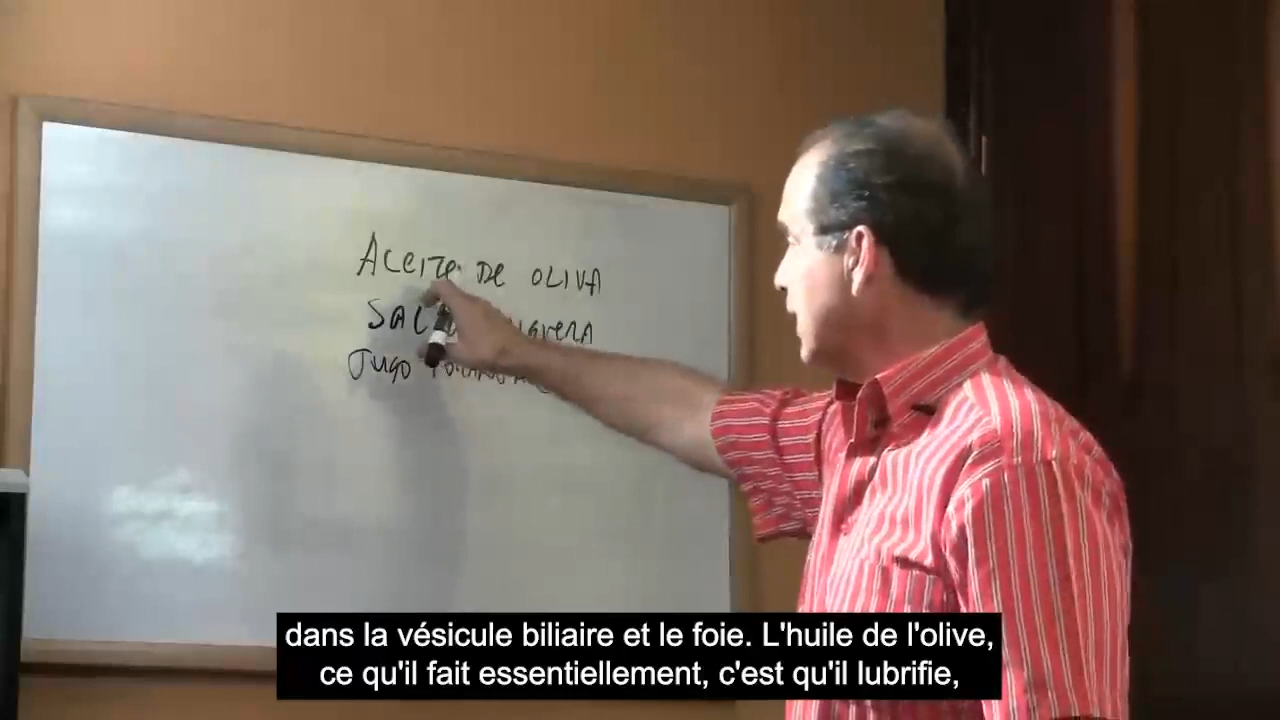 ACeite De OLIVA
SAL
JUGO
dans la vésicule biliaire et le foie. L'huile de l'olive,
ce qu'il fait essentiellement, c'est qu'il lubrifie,